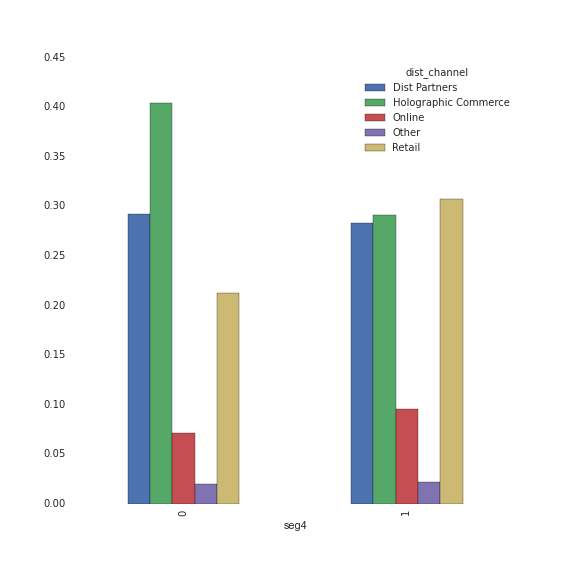 0.45
dist_channel
Dist Partners
0.40
Holographic Commerce
Online
Other
0.35
Retail
0.30
0.25
0.20
0.15
0.10
0.05
0.00
0
1
seg4